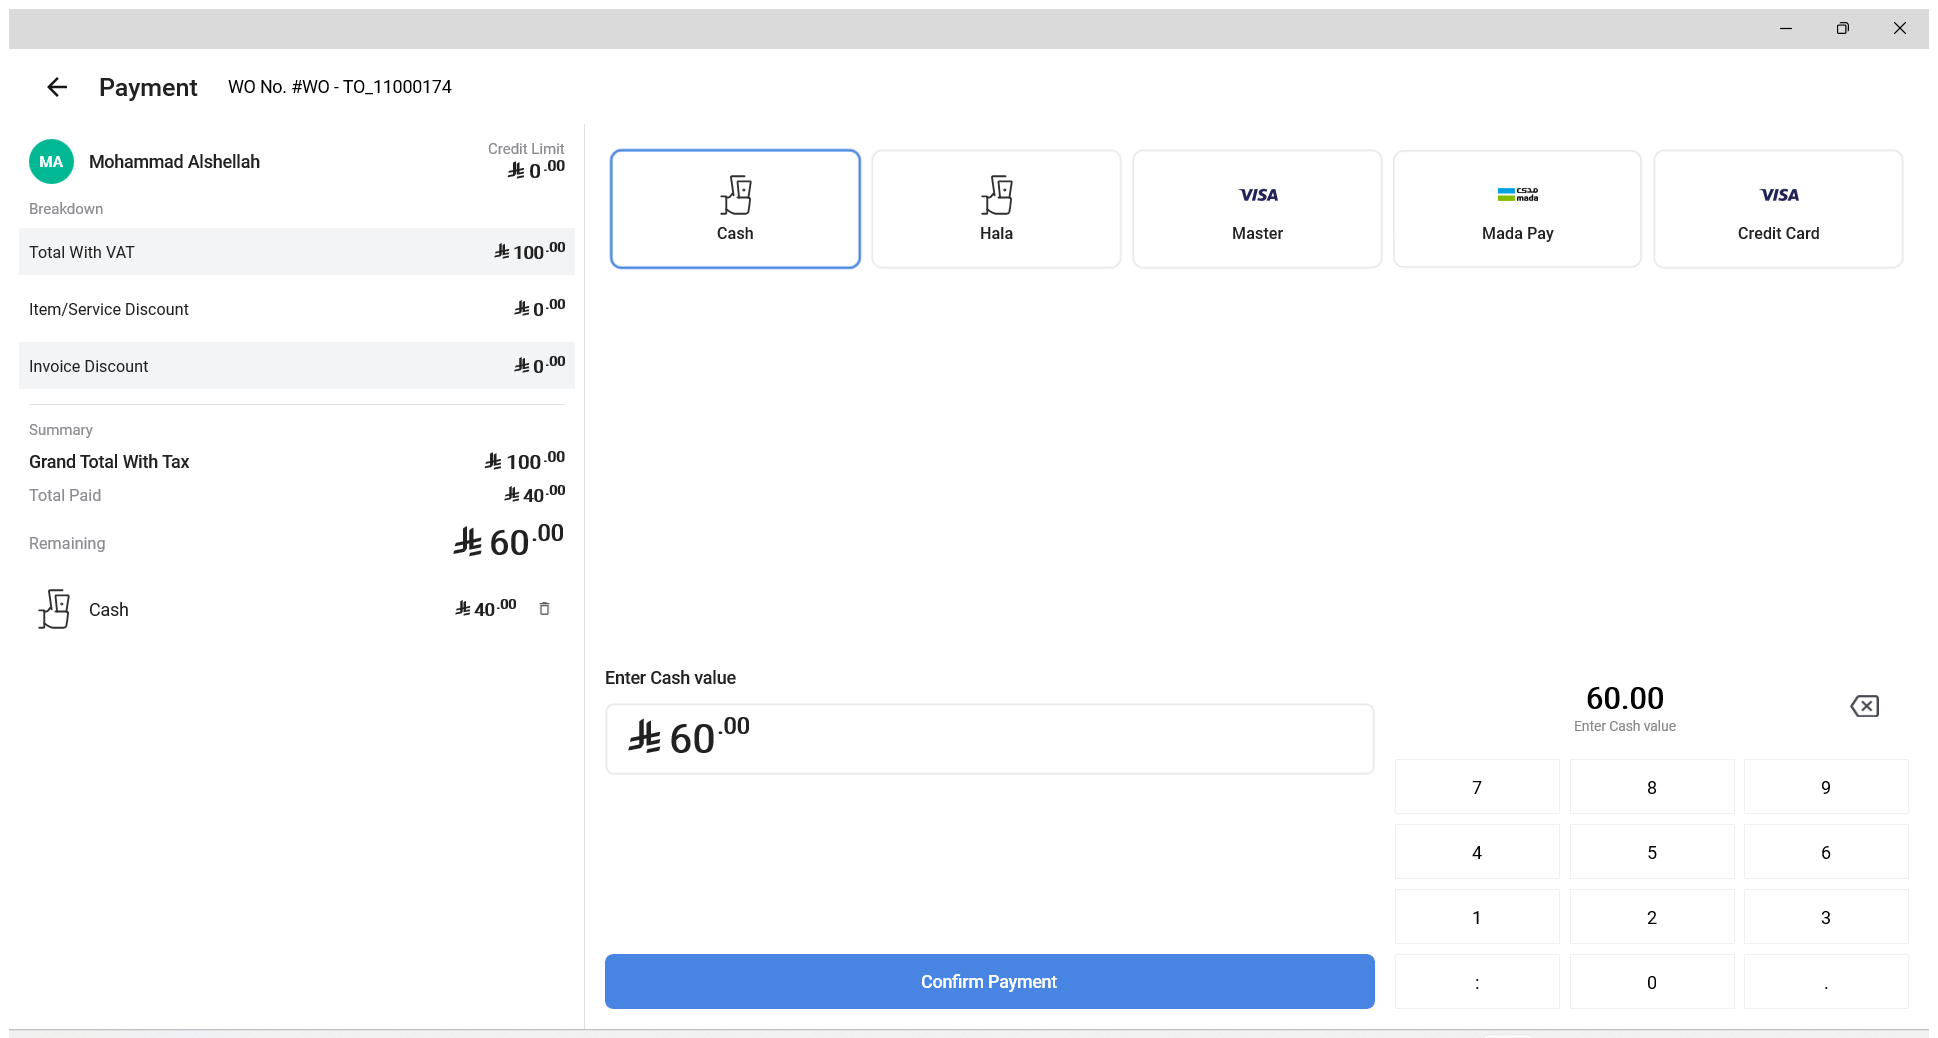 Payment WO No. #WO - TO_11000174
MA Mohammad Alshellah
Credit Limit
⃁ 0.00
Breakdown
Total With VAT ⃁ 100.00
Item/Service Discount ⃁ 0.00
Invoice Discount ⃁ 0.00
Summary
Grand Total With Tax ⃁ 100.00
Total Paid ⃁ 40.00
Remaining ⃁ 60.00
Cash ⃁ 40.00
Cash
Hala
VISA
Master
مدى
mada
Mada Pay
VISA
Credit Card
Enter Cash value
⃁ 60.00
Confirm Payment
60.00
Enter Cash value
7 8 9
4 5 6
1 2 3
: 0 .